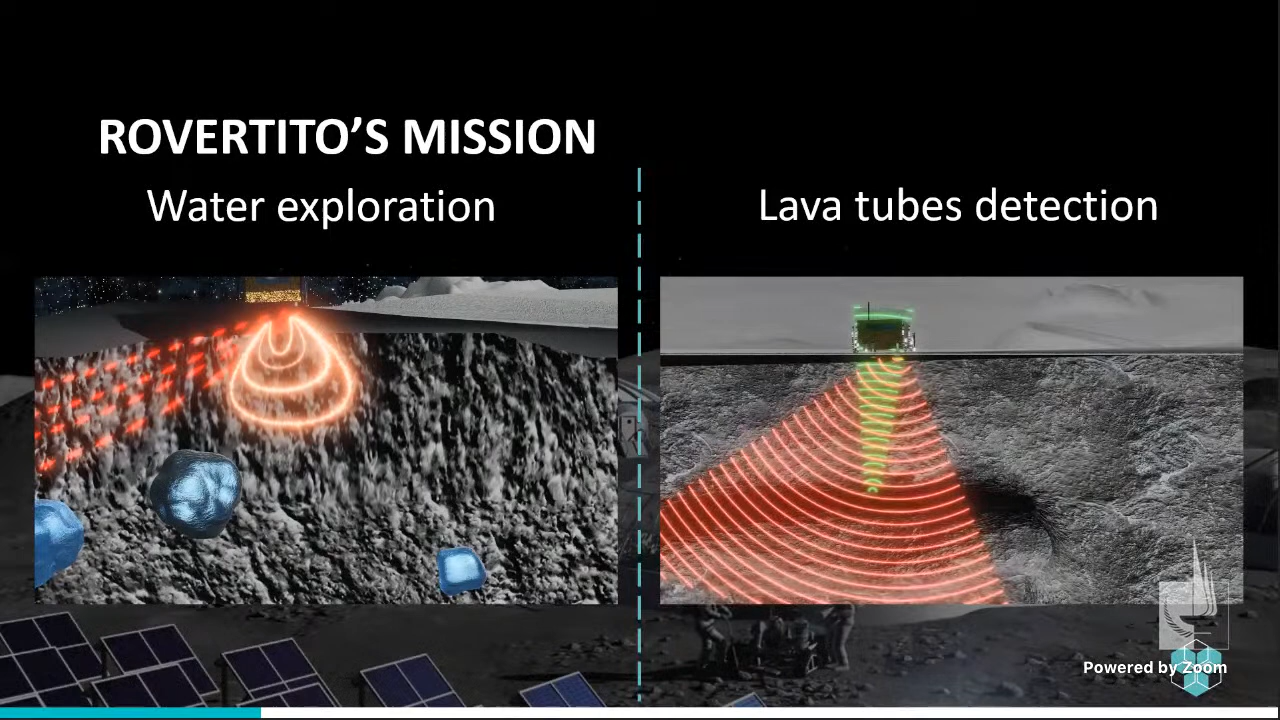 ROVERTITO’S MISSION
Water exploration
Lava tubes detection
Powered by Zoom